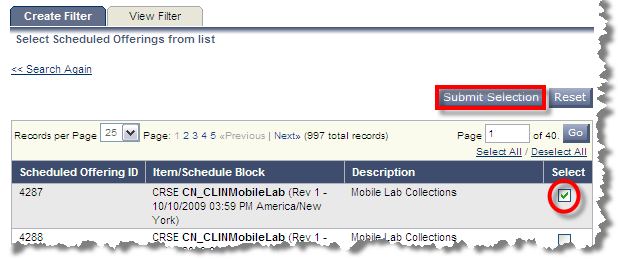 Create Filter View Filter
Select Scheduled Offerings from list
<< Search Again
Submit Selection Reset
Records per Page 25 Page: 1 2 3 4 5 «Previous | Next» (997 total records) Page 1 of 40. Go
Select All / Deselect All
Scheduled Offering ID Item/Schedule Block Description Select
4287 CRSE CN_CLINMobileLab (Rev 1 - Mobile Lab Collections
10/10/2009 03:59 PM America/New
York)
4288 CRSE CN_CLINMobileLab (Rev 1 - Mobile Lab Collections